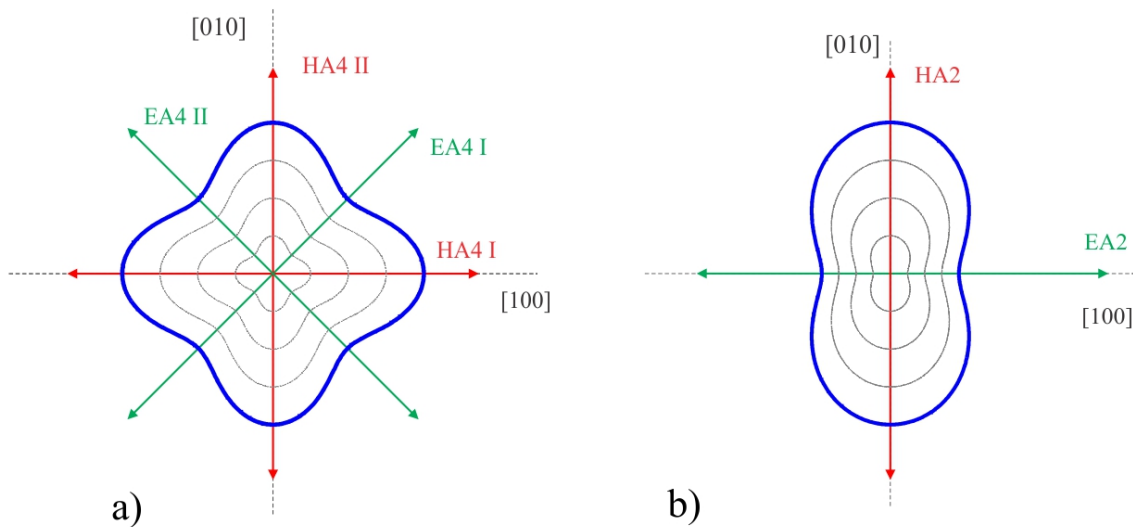 [010]
HA4 II
EA4 II
EA4 I
HA4 I
[100]
a)
[010]
HA2
EA2
[100]
b)